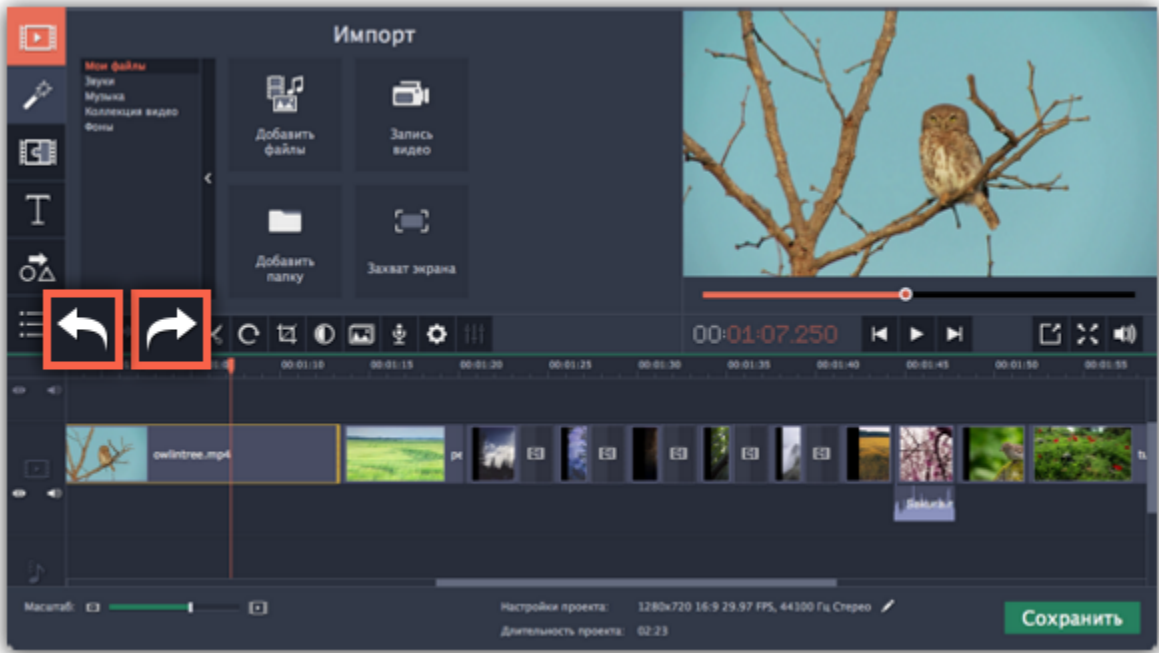 Импорт
Мои файлы
Звуки
Музыка
Коллекция видео
Фоны
Добавить
файлы
Запись
видео
Добавить
папку
Захват экрана
00:01:07.250
00:01:10
00:01:15
00:01:20
00:01:25
00:01:30
00:01:35
00:01:40
00:01:45
00:01:50
00:01:55
owlintree.mp4
pe
tu
Масштаб:
Настройки проекта: 1280x720 16:9 29.97 FPS, 44100 Гц Стерео
Длительность проекта: 02:23
Сохранить